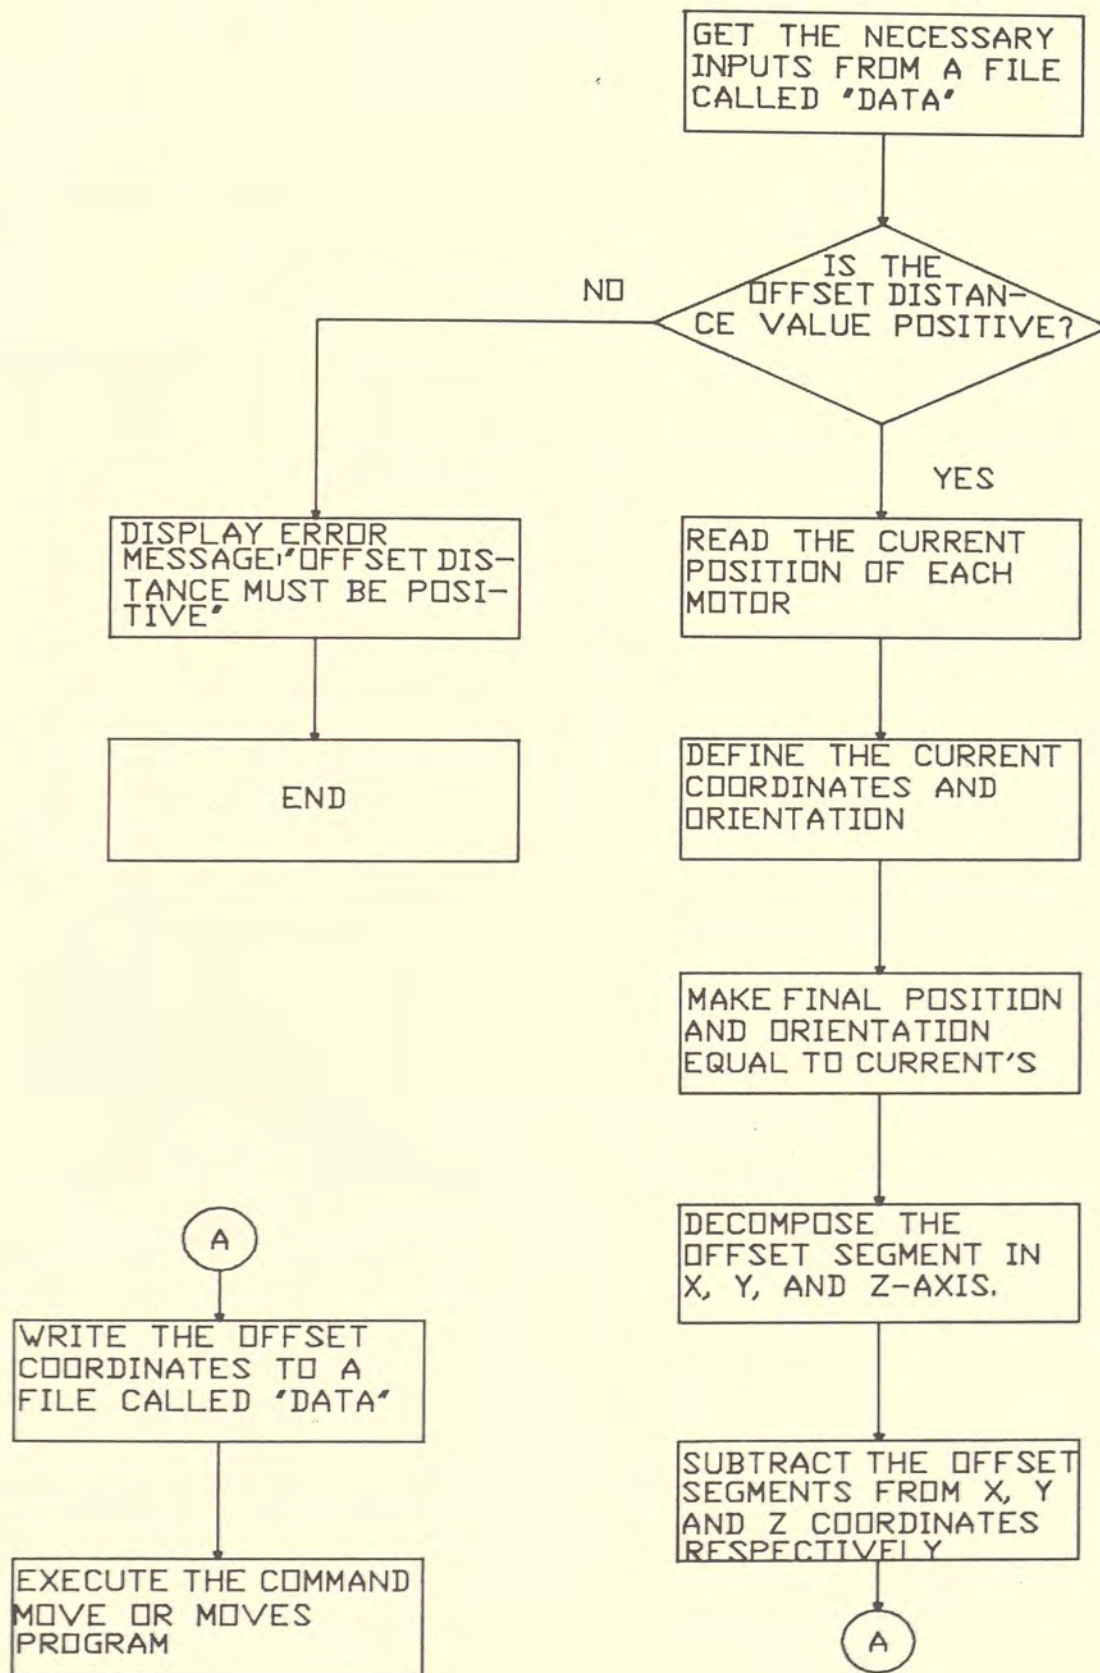 GET THE NECESSARY
INPUTS FROM A FILE
CALLED "DATA"
IS THE
OFFSET DISTAN-
CE VALUE POSITIVE?
NO
YES
DISPLAY ERROR
MESSAGE:"OFFSET DIS-
TANCE MUST BE POSI-
TIVE"
END
READ THE CURRENT
POSITION OF EACH
MOTOR
DEFINE THE CURRENT
COORDINATES AND
ORIENTATION
MAKE FINAL POSITION
AND ORIENTATION
EQUAL TO CURRENT'S
DECOMPOSE THE
OFFSET SEGMENT IN
X, Y, AND Z-AXIS.
SUBTRACT THE OFFSET
SEGMENTS FROM X, Y
AND Z COORDINATES
RESPECTIVELY
A
A
WRITE THE OFFSET
COORDINATES TO A
FILE CALLED "DATA"
EXECUTE THE COMMAND
MOVE OR MOVES
PROGRAM